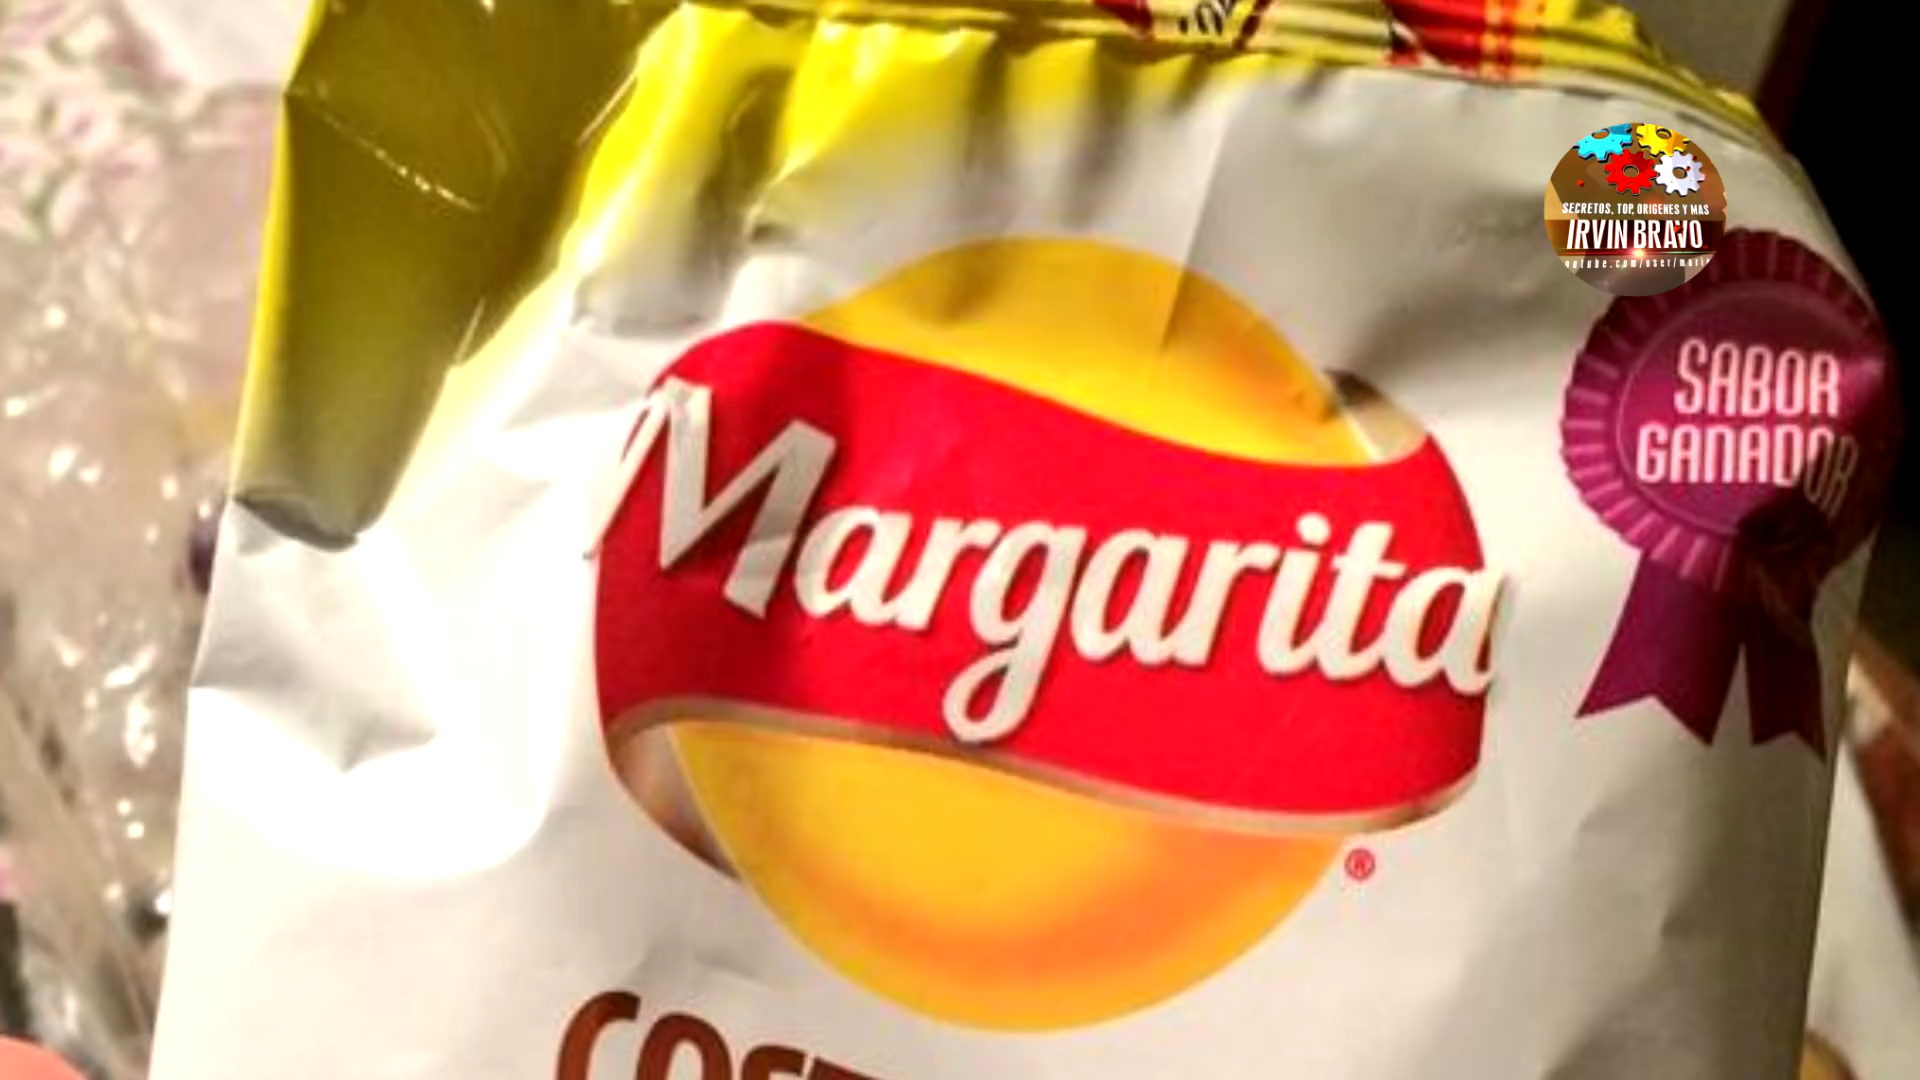 SECRETOS, TOP, ORIGENES Y MAS
IRVIN BRAVO
SABOR
GANADOR
Margarita
®